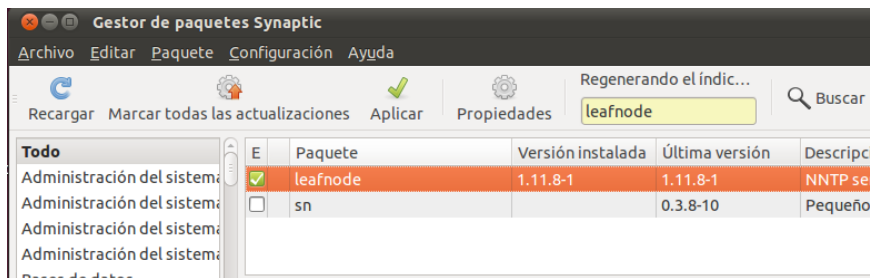 Gestor de paquetes Synaptic
Archivo Editar Paquete Configuración Ayuda
Regenerando el índic...
Recargar Marcar todas las actualizaciones Aplicar Propiedades leafnode Buscar
Todo
E Paquete Versión instalada Última versión Descripc
Administración del sistema
leafnode 1.11.8-1 1.11.8-1 NNTP se
Administración del sistema
sn 0.3.8-10 Pequeño
Administración del sistema
Administración del sistema